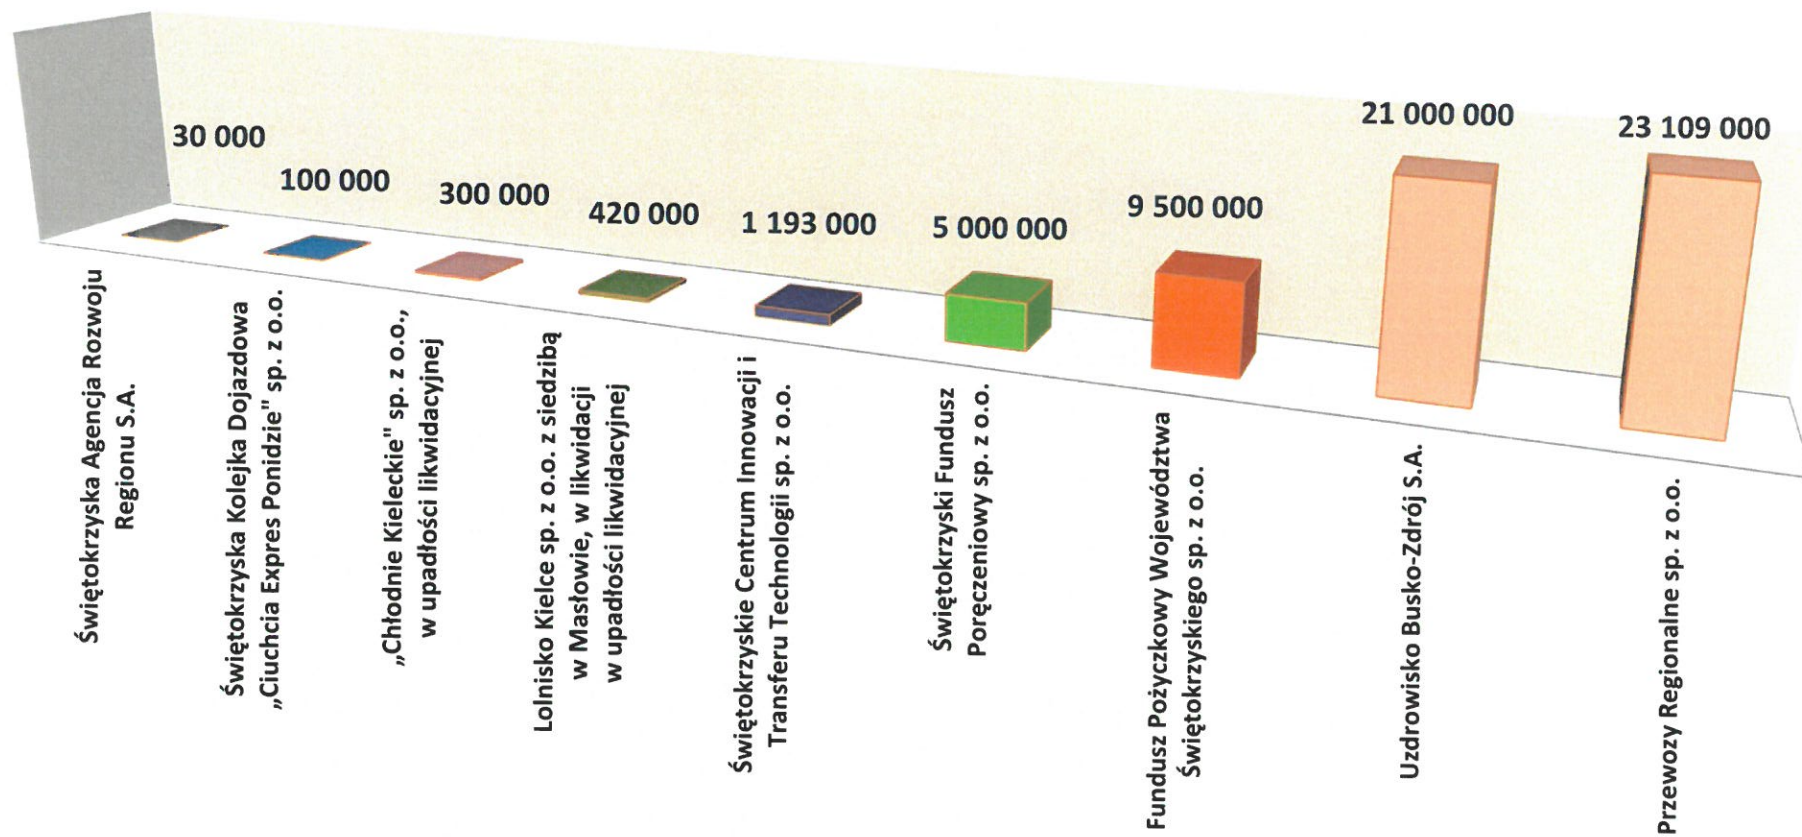 30 000
100 000
300 000
420 000
1 193 000
5 000 000
9 500 000
21 000 000
23 109 000
Świętokrzyska Agencja Rozwoju
Regionu S.A.
Świętokrzyska Kolejka Dojazdowa
„Ciuchcia Expres Ponidzie" sp. z o.o.
„Chłodnie Kieleckie" sp. z o.o.,
w upadłości likwidacyjnej
Lolnisko Kielce sp. z o.o. z siedzibą
w Masłowie, w likwidacji
w upadłości likwidacyjnej
Świętokrzyskie Centrum Innowacji i
Transferu Technologii sp. z o.o.
Świętokrzyski Fundusz
Poręczeniowy sp. z o.o.
Fundusz Pożyczkowy Województwa
Świętokrzyskiego sp. z o.o.
Uzdrowisko Busko-Zdrój S.A.
Przewozy Regionalne sp. z o.o.